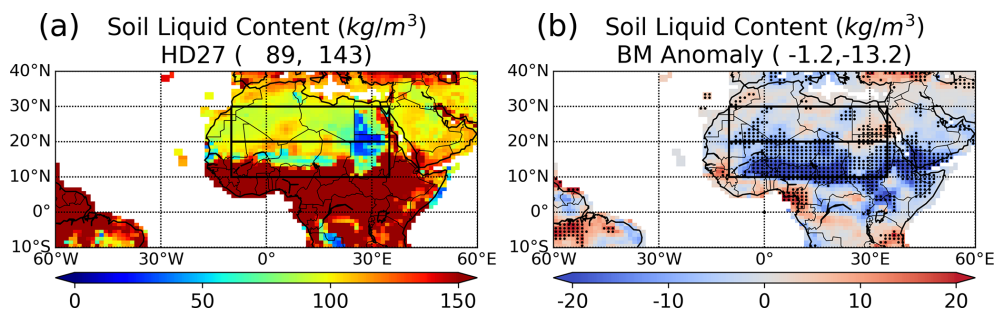 (a) Soil Liquid Content (kg/m³)
HD27 ( 89, 143)
40°N
30°N
20°N
10°N
0°
10°S
60°W 30°W 0° 30°E 60°E
0 50 100 150
(b) Soil Liquid Content (kg/m³)
BM Anomaly ( -1.2,-13.2)
40°N
30°N
20°N
10°N
0°
10°S
60°W 30°W 0° 30°E 60°E
-20 -10 0 10 20